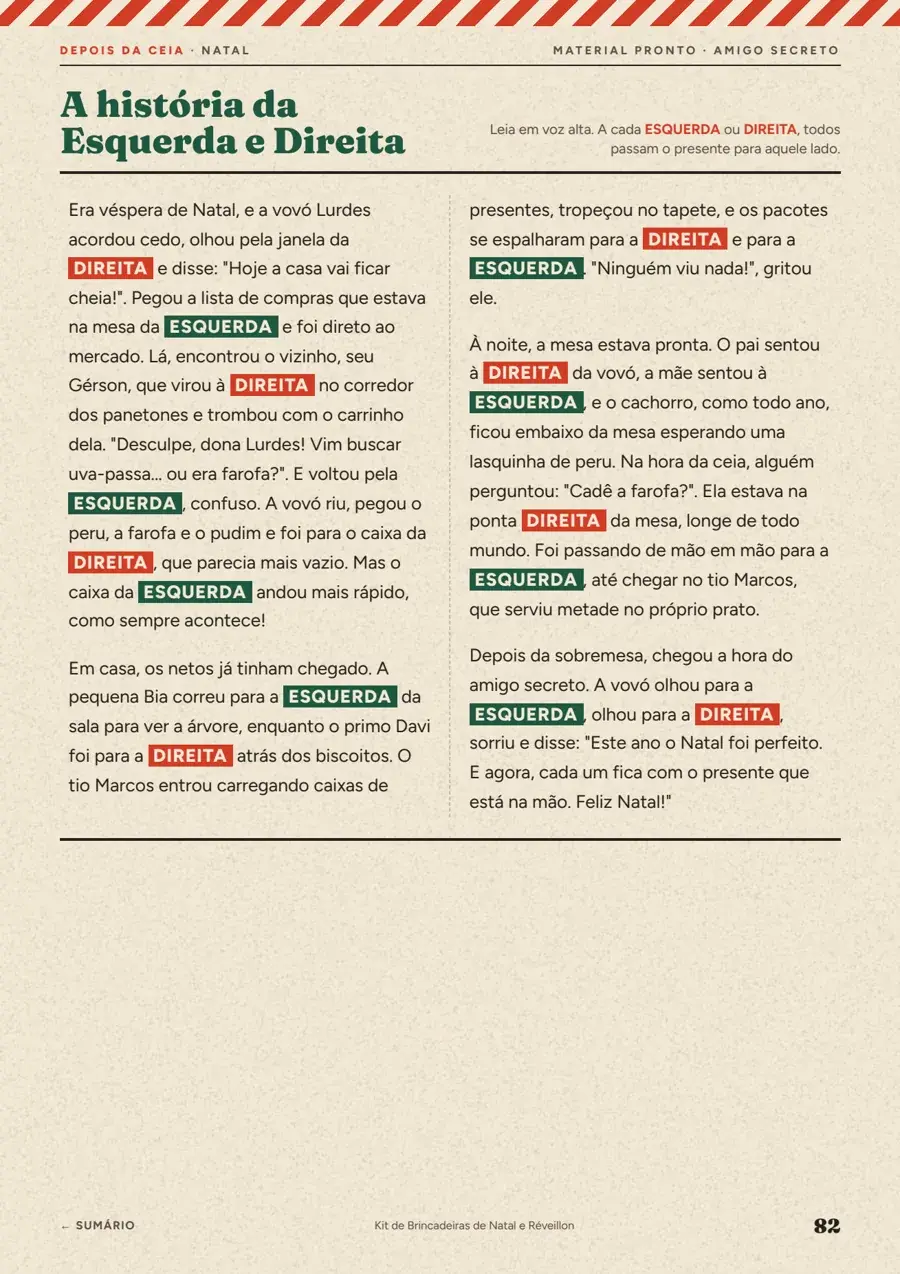 DEPOIS DA CEIA · NATAL
MATERIAL PRONTO · AMIGO SECRETO
A história da
Esquerda e Direita
Leia em voz alta. A cada ESQUERDA ou DIREITA, todos
passam o presente para aquele lado.
Era véspera de Natal, e a vovó Lurdes
acordou cedo, olhou pela janela da
DIREITA e disse: "Hoje a casa vai ficar
cheia!". Pegou a lista de compras que estava
na mesa da ESQUERDA e foi direto ao
mercado. Lá, encontrou o vizinho, seu
Gérson, que virou à DIREITA no corredor
dos panetones e trombou com o carrinho
dela. "Desculpe, dona Lurdes! Vim buscar
uva-passa... ou era farofa?". E voltou pela
ESQUERDA, confuso. A vovó riu, pegou o
peru, a farofa e o pudim e foi para o caixa da
DIREITA, que parecia mais vazio. Mas o
caixa da ESQUERDA andou mais rápido,
como sempre acontece!
Em casa, os netos já tinham chegado. A
pequena Bia correu para a ESQUERDA da
sala para ver a árvore, enquanto o primo Davi
foi para a DIREITA atrás dos biscoitos. O
tio Marcos entrou carregando caixas de
presentes, tropeçou no tapete, e os pacotes
se espalharam para a DIREITA e para a
ESQUERDA. "Ninguém viu nada!", gritou
ele.
À noite, a mesa estava pronta. O pai sentou
à DIREITA da vovó, a mãe sentou à
ESQUERDA, e o cachorro, como todo ano,
ficou embaixo da mesa esperando uma
lasquinha de peru. Na hora da ceia, alguém
perguntou: "Cadê a farofa?". Ela estava na
ponta DIREITA da mesa, longe de todo
mundo. Foi passando de mão em mão para a
ESQUERDA, até chegar no tio Marcos,
que serviu metade no próprio prato.
Depois da sobremesa, chegou a hora do
amigo secreto. A vovó olhou para a
ESQUERDA, olhou para a DIREITA,
sorriu e disse: "Este ano o Natal foi perfeito.
E agora, cada um fica com o presente que
está na mão. Feliz Natal!"
← SUMÁRIO
Kit de Brincadeiras de Natal e Réveillon
82